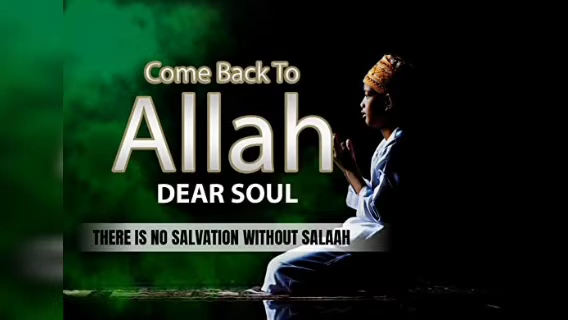 Come Back To
Allah
DEAR SOUL
THERE IS NO SALVATION WITHOUT SALAAH